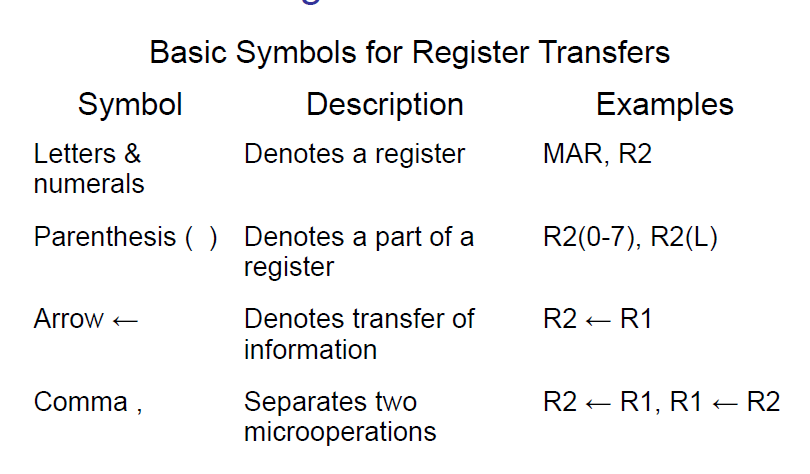 Basic Symbols for Register Transfers
Symbol Description Examples
Letters & Denotes a register MAR, R2
numerals
Parenthesis ( ) Denotes a part of a R2(0-7), R2(L)
register
Arrow ← Denotes transfer of R2 ← R1
information
Comma , Separates two R2 ← R1, R1 ← R2
microoperations